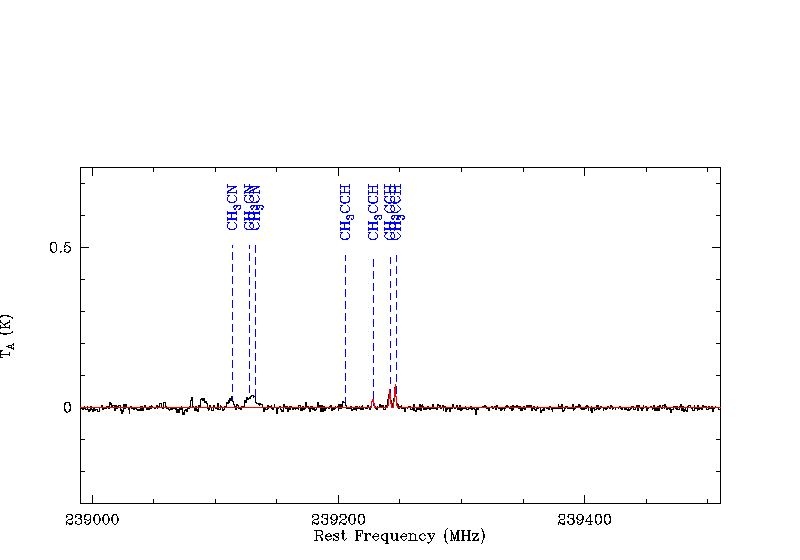 CH3CN CH3CN CH3CN CH3CCH CH3CCH CH3CCH CH3CCH
0.5
0
TA (K)
239000 239200 239400
Rest Frequency (MHz)